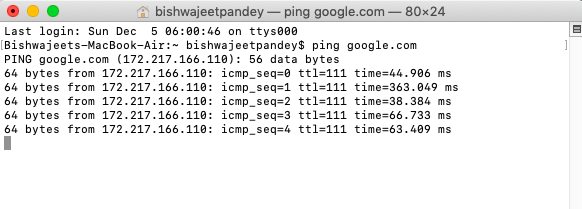 bishwajeetpandey — ping google.com — 80×24
Last login: Sun Dec  5 06:00:46 on ttys000
[Bishwajeets-MacBook-Air:~ bishwajeetpandey$ ping google.com
PING google.com (172.217.166.110): 56 data bytes
64 bytes from 172.217.166.110: icmp_seq=0 ttl=111 time=44.906 ms
64 bytes from 172.217.166.110: icmp_seq=1 ttl=111 time=363.049 ms
64 bytes from 172.217.166.110: icmp_seq=2 ttl=111 time=38.384 ms
64 bytes from 172.217.166.110: icmp_seq=3 ttl=111 time=66.733 ms
64 bytes from 172.217.166.110: icmp_seq=4 ttl=111 time=63.409 ms